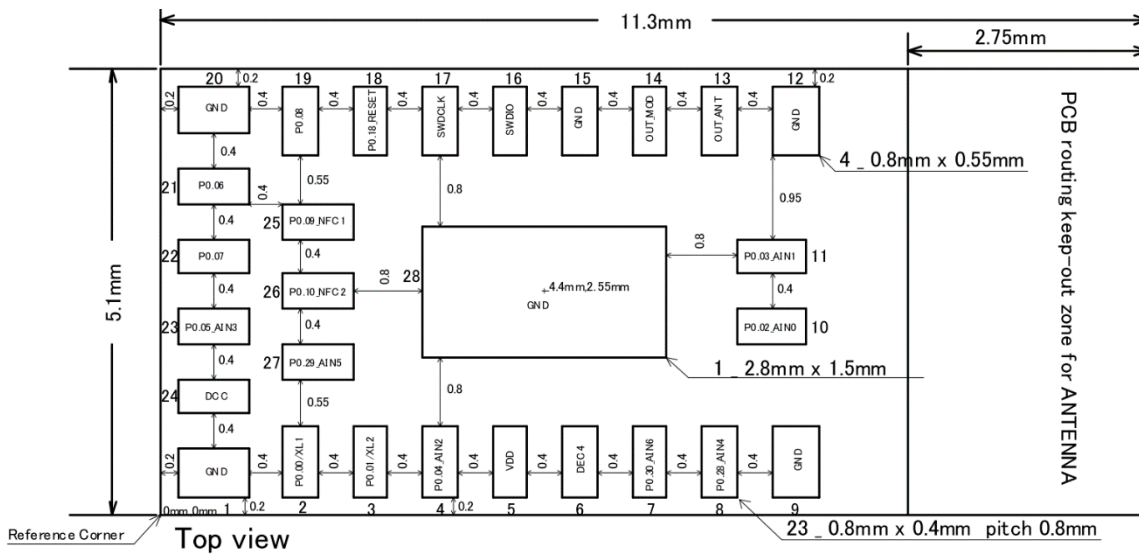 11.3mm
2.75mm
20 0.2 19 18 17 16 15 14 13 12 0.2
0.2 GND 0.4 P0.08 0.4 P0.18_RESET 0.4 SWDCLK 0.4 SWDIO 0.4 GND 0.4 OUT_MOD 0.4 OUT_ANT 0.4 GND
0.4
4 _ 0.8mm x 0.55mm
21 P0.06 0.4 0.55 0.8 0.95
25 P0.09_NFC1
0.4
22 P0.07 0.4 0.8 P0.03_AIN1 11
26 P0.10_NFC2 0.8 28 4.4mm,2.55mm
GND
0.4 0.4 0.4
23 P0.05_AIN3 P0.02_AIN0 10
0.4 27 P0.29_AIN5
1 _ 2.8mm x 1.5mm
24 DCC 0.55 0.8
0.4
0.2 GND 0.4 P0.00/XL1 0.4 P0.01/XL2 0.4 P0.04_AIN2 0.4 VDD 0.4 DEC4 0.4 P0.30_AIN6 0.4 P0.28_AIN4 0.4 GND
0mm,0mm 1 0.2 2 3 4 0.2 5 6 7 8 9
5.1mm
PCB routing keep-out zone for ANTENNA
Reference Corner
Top view
23 _ 0.8mm x 0.4mm pitch 0.8mm